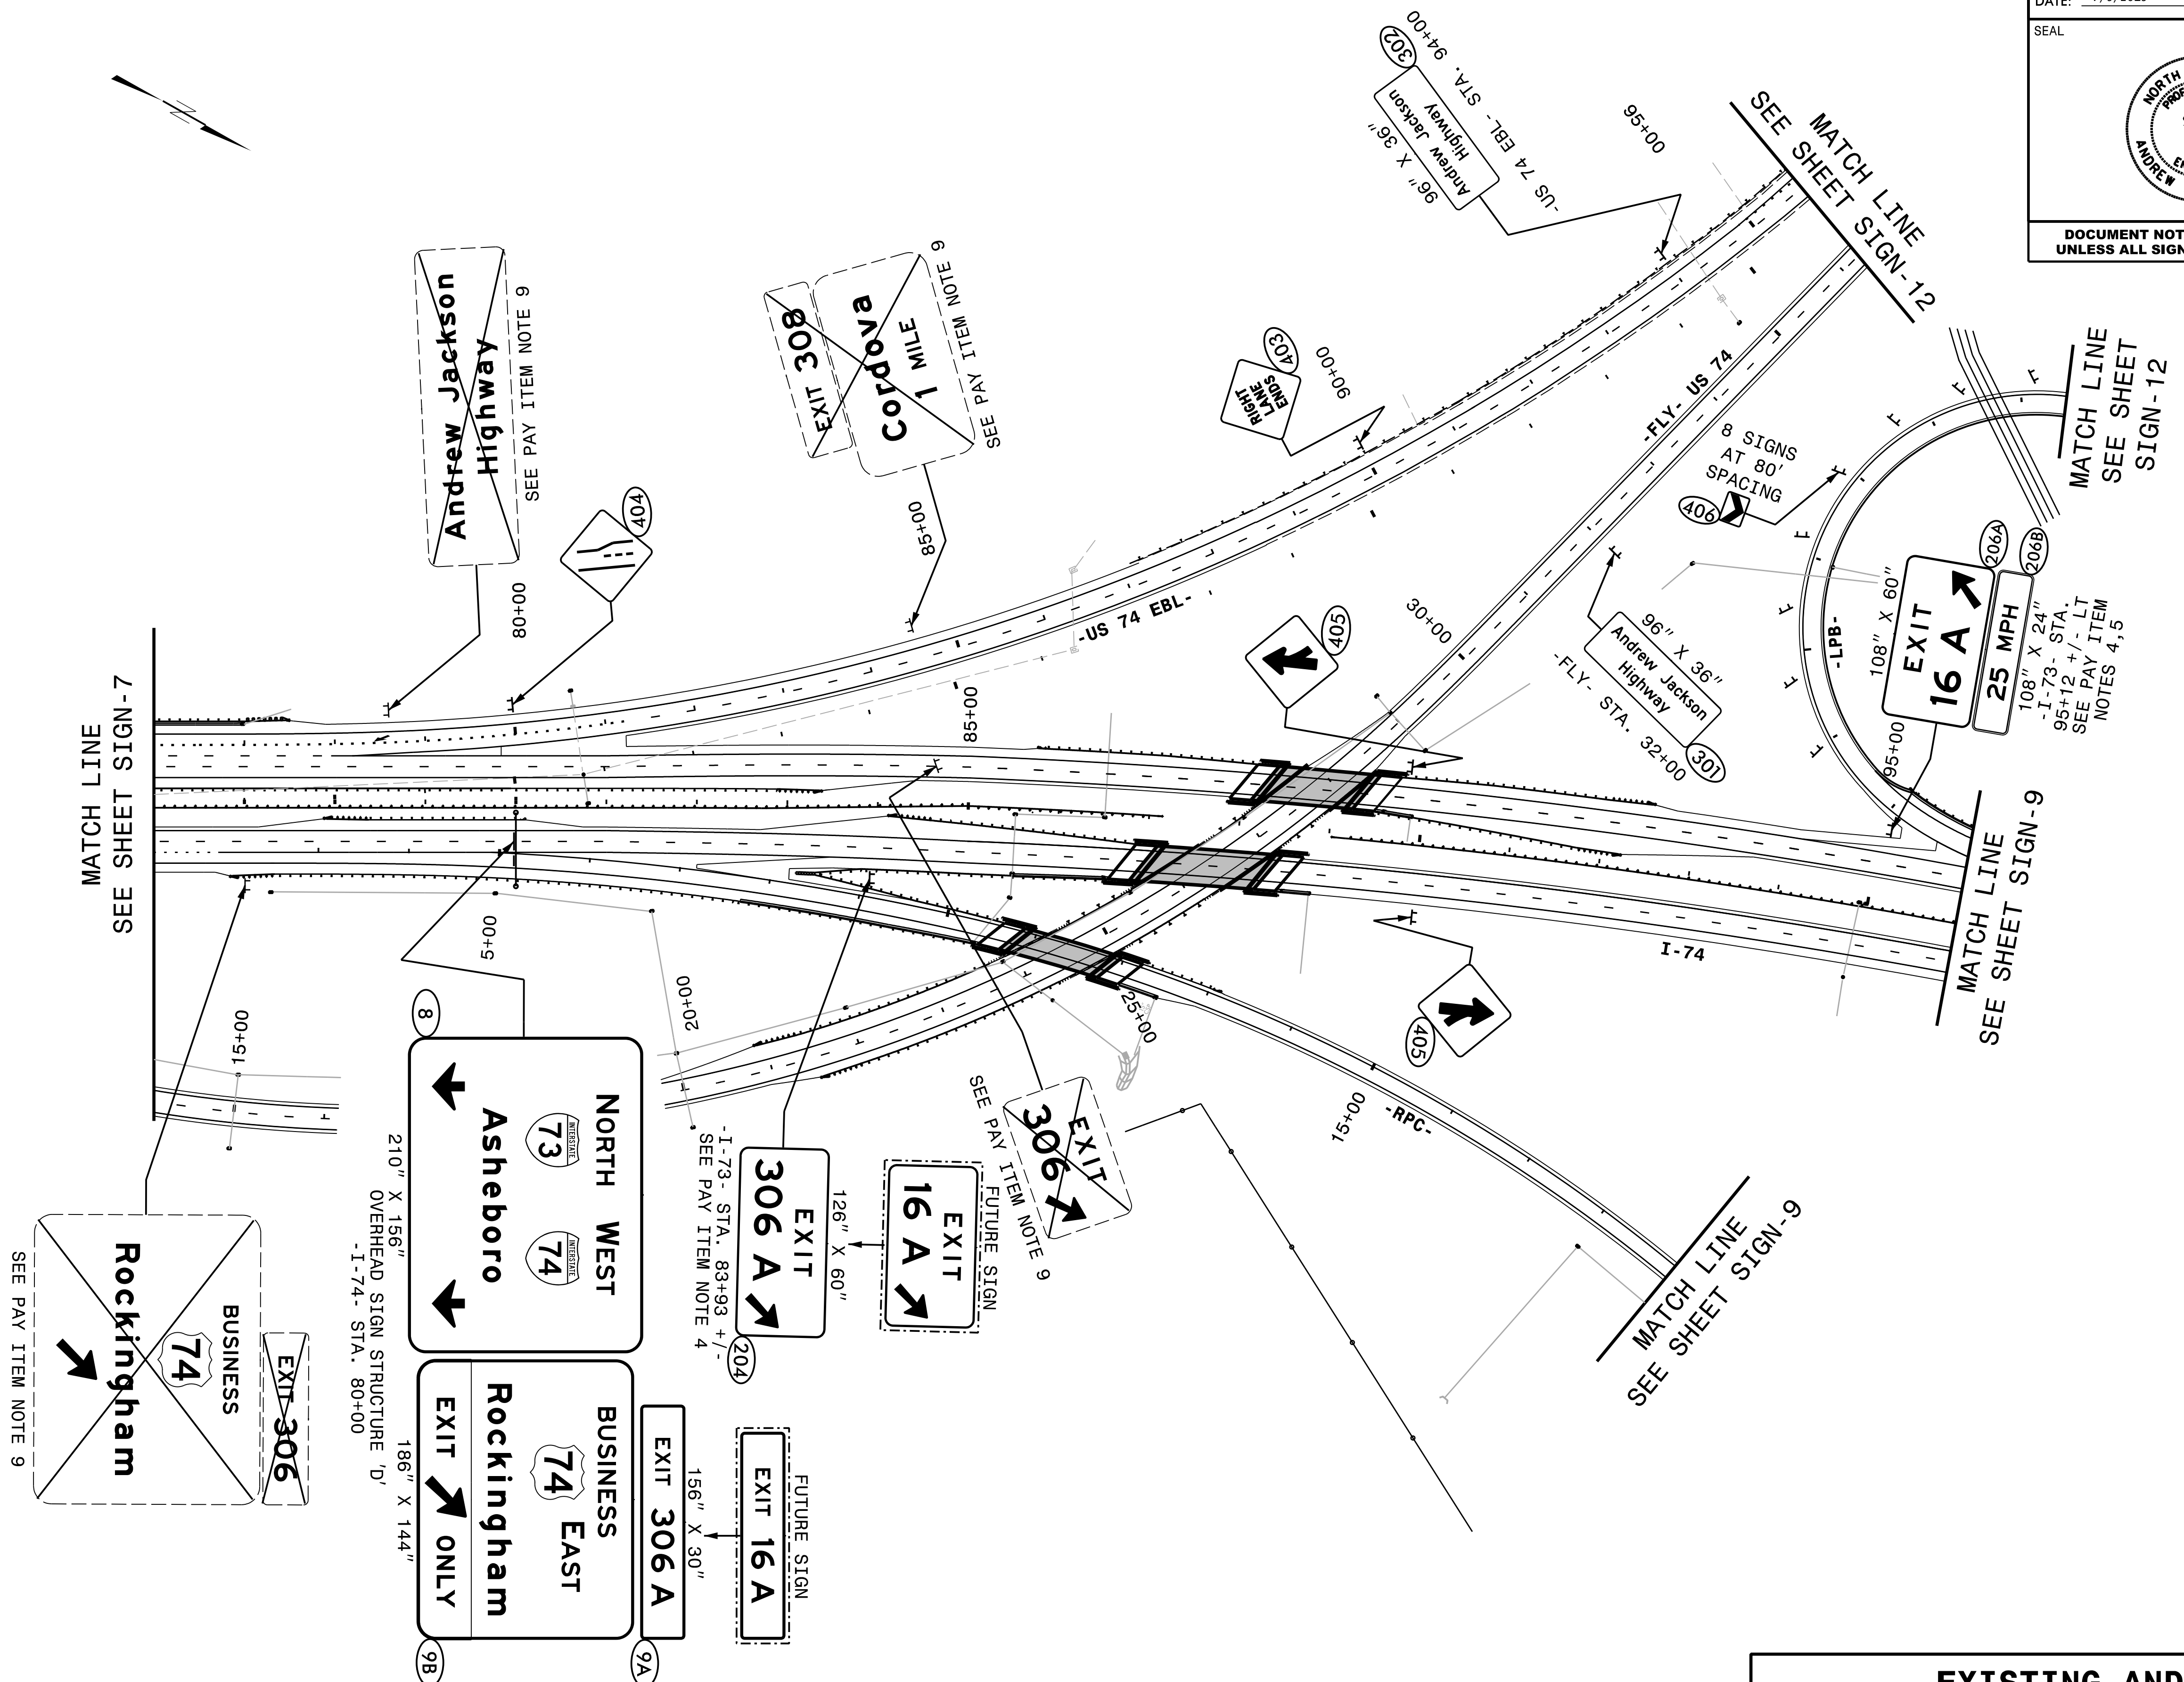 DATE:
SEAL
NORTH
PROF
ANDREW
DOCUMENT NOT
UNLESS ALL SIGN
302
Andrew Jackson
Highway
96" X 36"
-US 74 EBL- STA. 94+00
95+00
MATCH LINE
SEE SHEET SIGN-12
Andrew Jackson
Highway
SEE PAY ITEM NOTE 9
80+00
404
EXIT 308
Cordova
1 MILE
SEE PAY ITEM NOTE 9
85+00
403
RIGHT
LANE
ENDS
90+00
-FLY- US 74
8 SIGNS
AT 80'
SPACING
406
MATCH LINE
SEE SHEET
SIGN-12
-US 74 EBL-
405
30+00
96" X 36"
Andrew Jackson
Highway
-FLY- STA. 32+00
301
-LPB-
108" X 60"
EXIT
16 A
206A
25 MPH
206B
108" X 24"
-I-73- STA.
95+12 +/- LT
SEE PAY ITEM
NOTES 4,5
95+00
MATCH LINE
SEE SHEET SIGN-7
85+00
MATCH LINE
SEE SHEET SIGN-9
I-74
5+00
20+00
25+00
15+00
405
15+00
-RPC-
8
NORTH WEST
INTERSTATE
73
INTERSTATE
74
Asheboro
210" X 156"
OVERHEAD SIGN STRUCTURE 'D'
-I-74- STA. 80+00
EXIT
306 A
126" X 60"
-I-73- STA. 83+93 +/-
SEE PAY ITEM NOTE 4
204
FUTURE SIGN
EXIT
16 A
EXIT
306
SEE PAY ITEM NOTE 9
MATCH LINE
SEE SHEET SIGN-9
EXIT 306
BUSINESS
74
Rockingham
SEE PAY ITEM NOTE 9
BUSINESS
74 EAST
Rockingham
EXIT ONLY
186" X 144"
9B
EXIT 306 A
156" X 30"
9A
FUTURE SIGN
EXIT 16 A
EXISTING AND